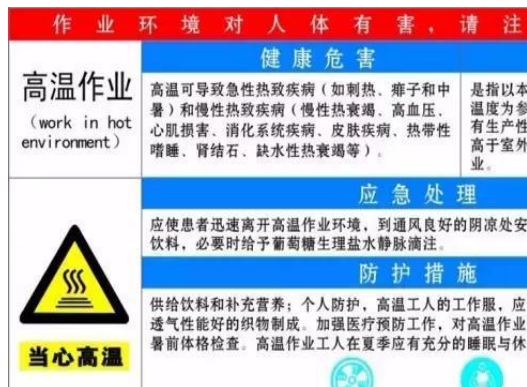 作业环境对人体有害,请注
健康危害
高温作业
(work in hot
environment)
高温可导致急性热致疾病(如刺热、痱子和中
暑)和慢性热致疾病(慢性热衰竭、高血压、
心肌损害、消化系统疾病、皮肤疾病、热带性
嗜睡、肾结石、缺水性热衰竭等)。
是指以本
温度为参
有生产性
高于室外
业。
应急处理
应使患者迅速离开高温作业环境,到通风良好的阴凉处安
饮料,必要时给予葡萄糖生理盐水静脉滴注。
防护措施
供给饮料和补充营养;个人防护,高温工人的工作服,应
透气性能好的织物制成。加强医疗预防工作,对高温作业
暑前体格检查。高温作业工人在夏季应有充分的睡眠与休
当心高温